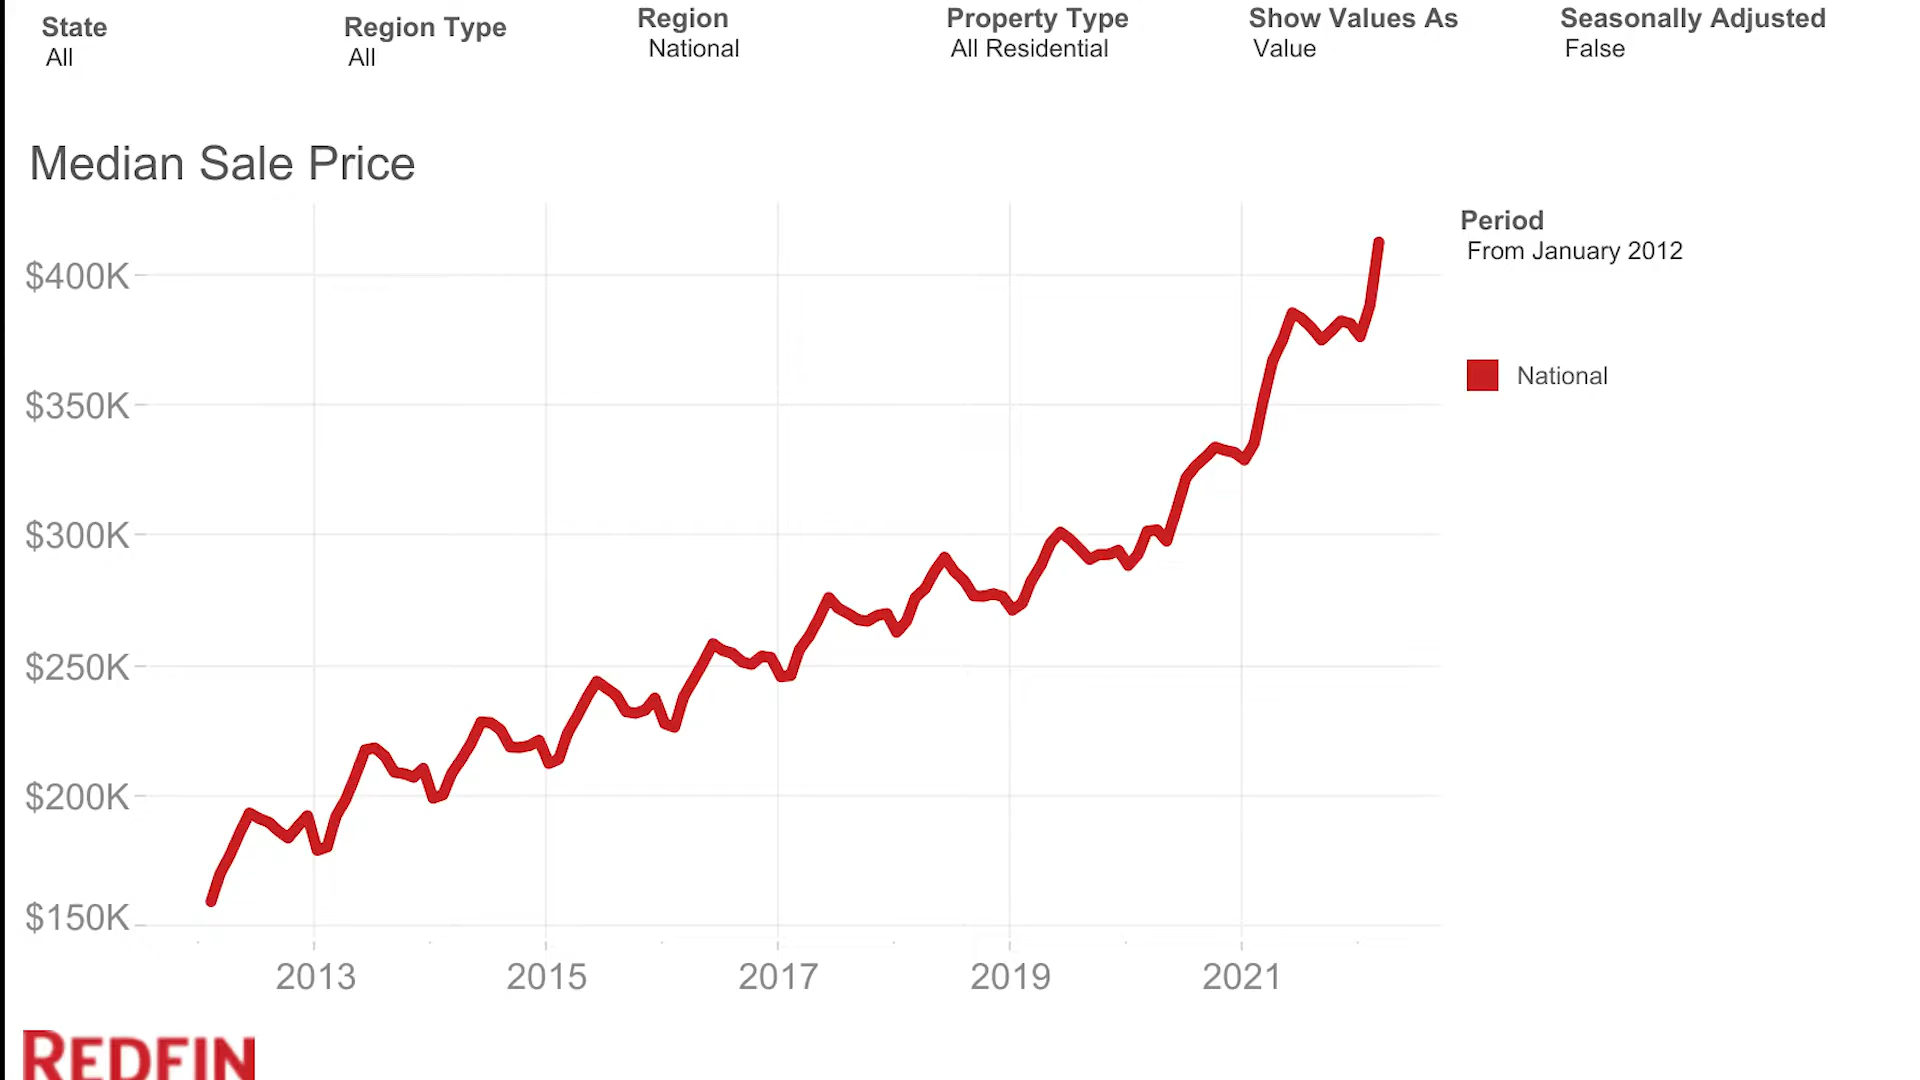 State
All
Region Type
All
Region
National
Property Type
All Residential
Show Values As
Value
Seasonally Adjusted
False
Median Sale Price
Period
From January 2012
National
$400K
$350K
$300K
$250K
$200K
$150K
2013 2015 2017 2019 2021
REDFIN